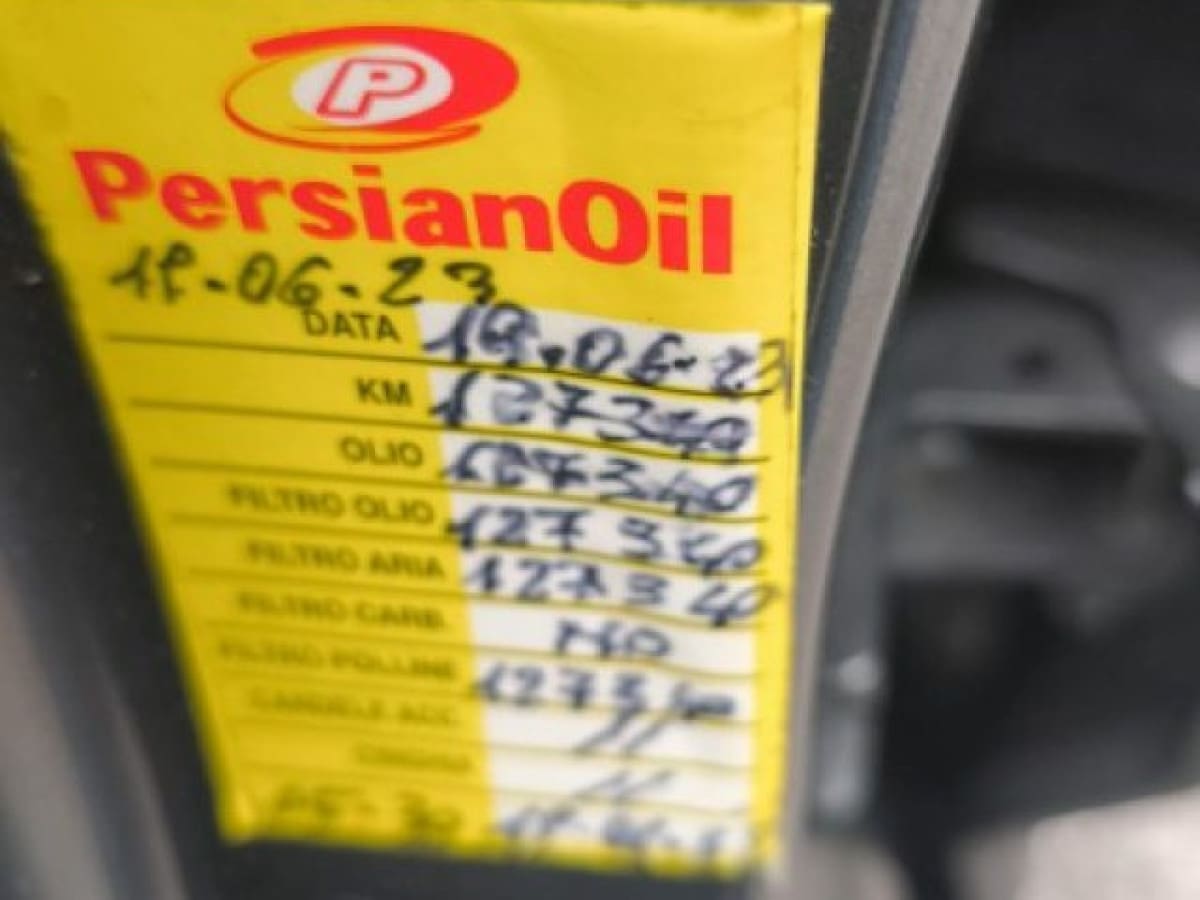 P
PersianOil
19-06-23
DATA 19.06-23
KM 127340
OLIO 127340
FILTRO OLIO 127340
FILTRO ARIA 127340
FILTRO CARB. NO
FILTRO POLLINE 127340
CANDELE ACC. //
//